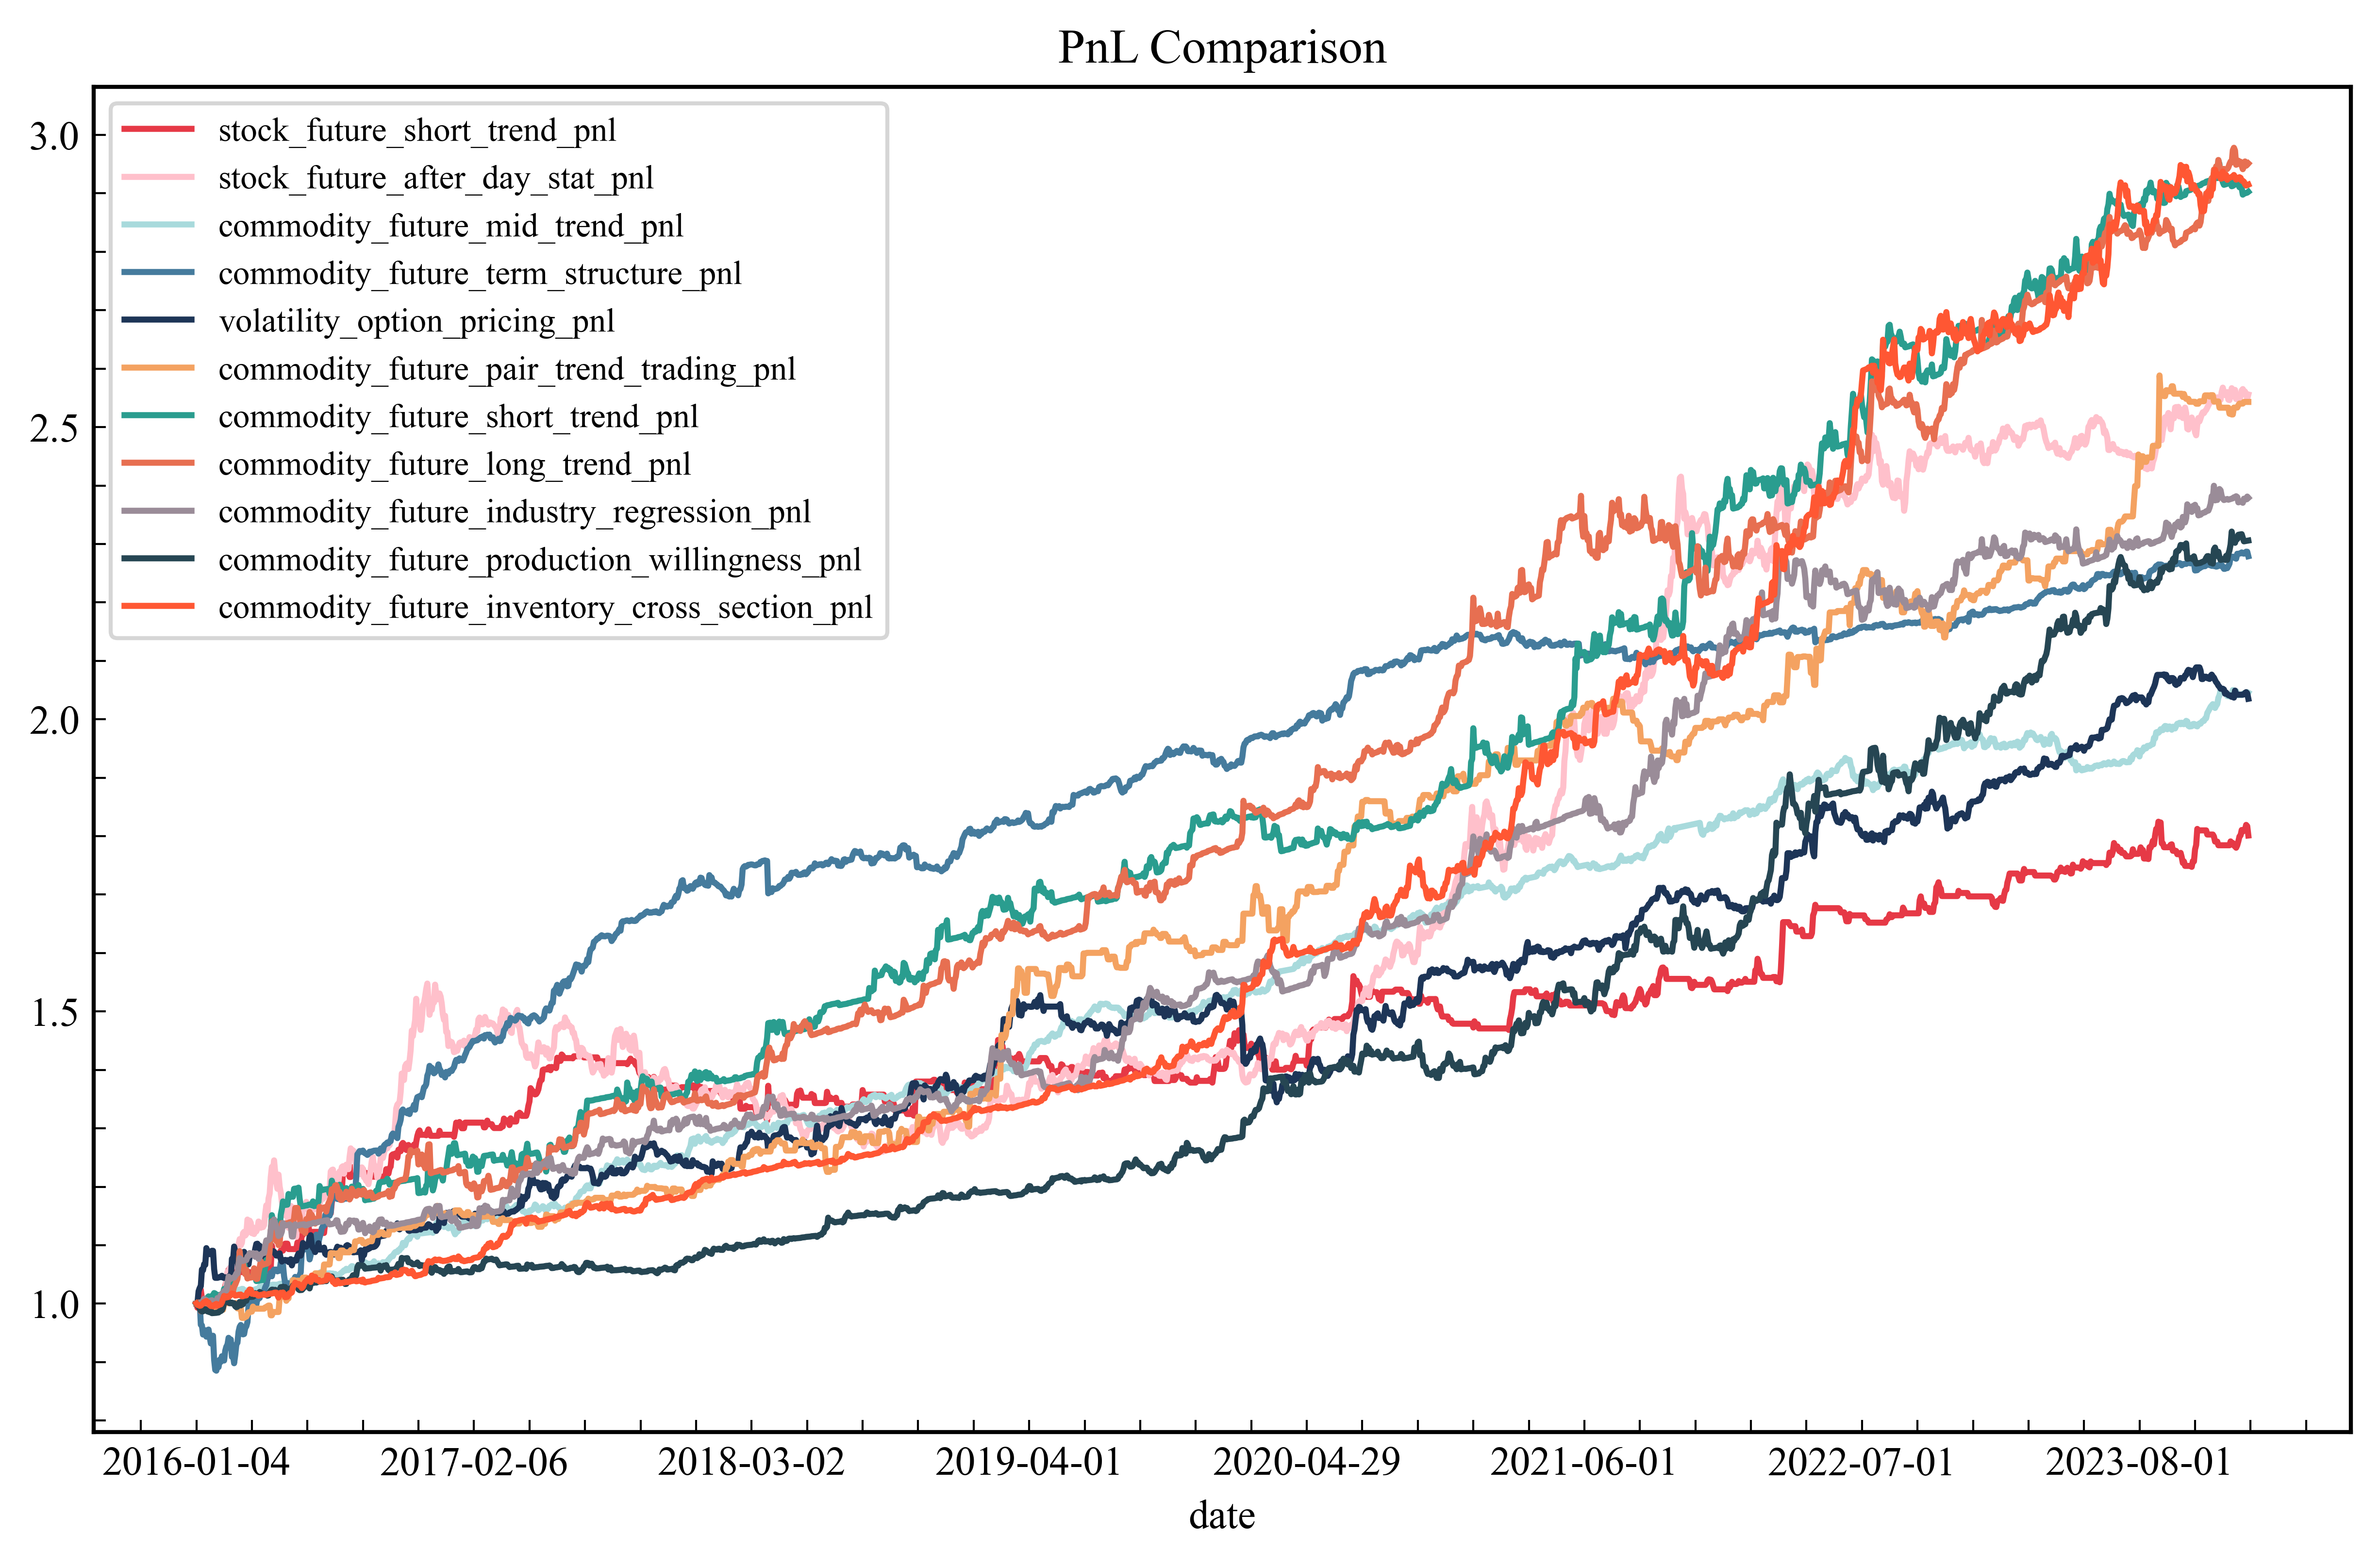 PnL Comparison
stock_future_short_trend_pnl
stock_future_after_day_stat_pnl
commodity_future_mid_trend_pnl
commodity_future_term_structure_pnl
volatility_option_pricing_pnl
commodity_future_pair_trend_trading_pnl
commodity_future_short_trend_pnl
commodity_future_long_trend_pnl
commodity_future_industry_regression_pnl
commodity_future_production_willingness_pnl
commodity_future_inventory_cross_section_pnl
3.0
2.5
2.0
1.5
1.0
2016-01-04 2017-02-06 2018-03-02 2019-04-01 2020-04-29 2021-06-01 2022-07-01 2023-08-01
date